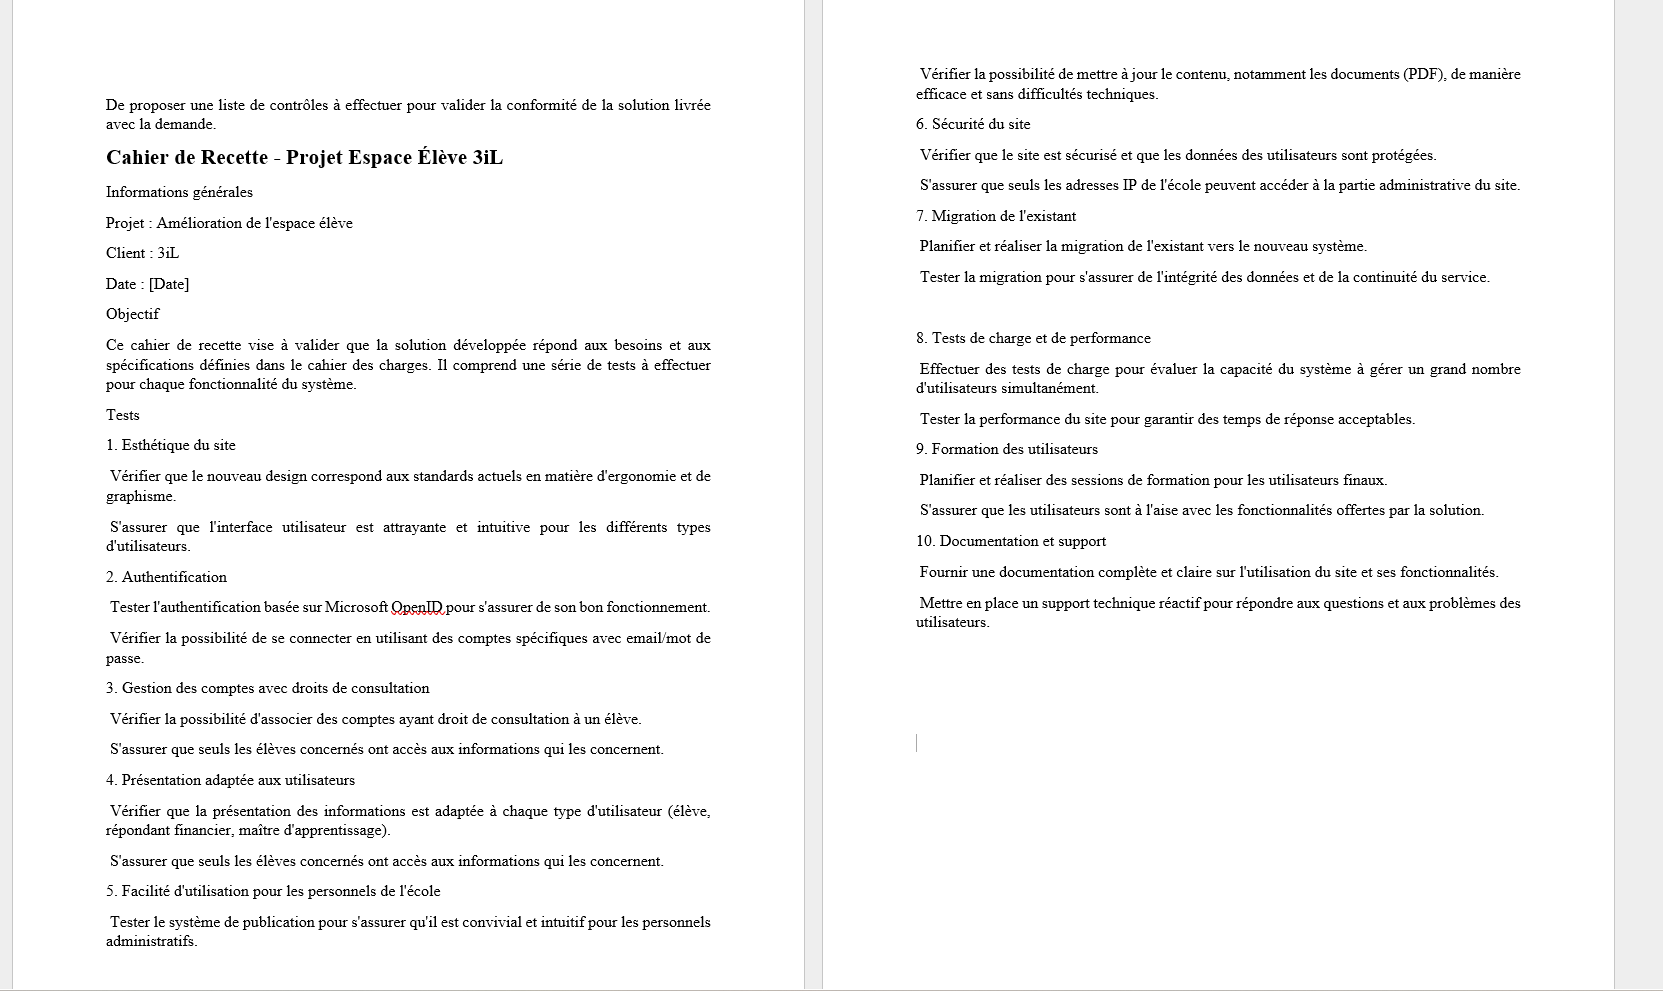 De proposer une liste de contrôles à effectuer pour valider la conformité de la solution livrée
avec la demande.
Cahier de Recette - Projet Espace Élève 3iL
Informations générales
Projet : Amélioration de l'espace élève
Client : 3iL
Date : [Date]
Objectif
Ce cahier de recette vise à valider que la solution développée répond aux besoins et aux
spécifications définies dans le cahier des charges. Il comprend une série de tests à effectuer
pour chaque fonctionnalité du système.
Tests
1. Esthétique du site
Vérifier que le nouveau design correspond aux standards actuels en matière d'ergonomie et de
graphisme.
S'assurer que l'interface utilisateur est attrayante et intuitive pour les différents types
d'utilisateurs.
2. Authentification
Tester l'authentification basée sur Microsoft OpenID pour s'assurer de son bon fonctionnement.
Vérifier la possibilité de se connecter en utilisant des comptes spécifiques avec email/mot de
passe.
3. Gestion des comptes avec droits de consultation
Vérifier la possibilité d'associer des comptes ayant droit de consultation à un élève.
S'assurer que seuls les élèves concernés ont accès aux informations qui les concernent.
4. Présentation adaptée aux utilisateurs
Vérifier que la présentation des informations est adaptée à chaque type d'utilisateur (élève,
répondant financier, maître d'apprentissage).
S'assurer que seuls les élèves concernés ont accès aux informations qui les concernent.
5. Facilité d'utilisation pour les personnels de l'école
Tester le système de publication pour s'assurer qu'il est convivial et intuitif pour les personnels
administratifs.
Vérifier la possibilité de mettre à jour le contenu, notamment les documents (PDF), de manière
efficace et sans difficultés techniques.
6. Sécurité du site
Vérifier que le site est sécurisé et que les données des utilisateurs sont protégées.
S'assurer que seuls les adresses IP de l'école peuvent accéder à la partie administrative du site.
7. Migration de l'existant
Planifier et réaliser la migration de l'existant vers le nouveau système.
Tester la migration pour s'assurer de l'intégrité des données et de la continuité du service.
8. Tests de charge et de performance
Effectuer des tests de charge pour évaluer la capacité du système à gérer un grand nombre
d'utilisateurs simultanément.
Tester la performance du site pour garantir des temps de réponse acceptables.
9. Formation des utilisateurs
Planifier et réaliser des sessions de formation pour les utilisateurs finaux.
S'assurer que les utilisateurs sont à l'aise avec les fonctionnalités offertes par la solution.
10. Documentation et support
Fournir une documentation complète et claire sur l'utilisation du site et ses fonctionnalités.
Mettre en place un support technique réactif pour répondre aux questions et aux problèmes des
utilisateurs.